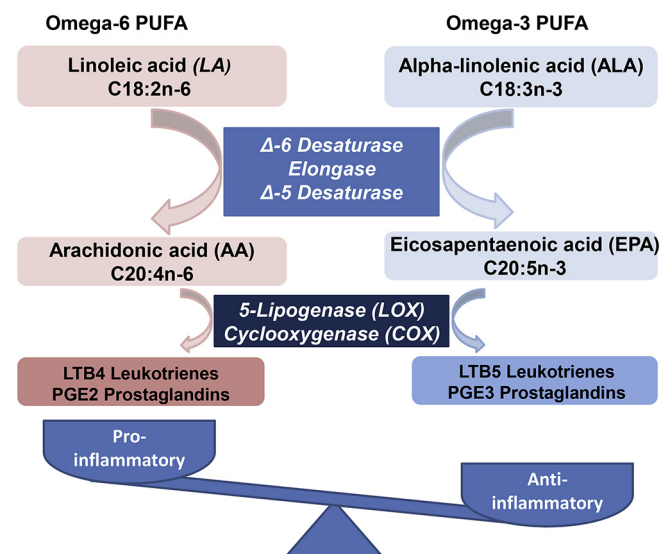 Omega-6 PUFA
Omega-3 PUFA
Linoleic acid (LA)
C18:2n-6
Alpha-linolenic acid (ALA)
C18:3n-3
Δ-6 Desaturase
Elongase
Δ-5 Desaturase
Arachidonic acid (AA)
C20:4n-6
Eicosapentaenoic acid (EPA)
C20:5n-3
5-Lipogenase (LOX)
Cyclooxygenase (COX)
LTB4 Leukotrienes
PGE2 Prostaglandins
LTB5 Leukotrienes
PGE3 Prostaglandins
Pro-
inflammatory
Anti-
inflammatory